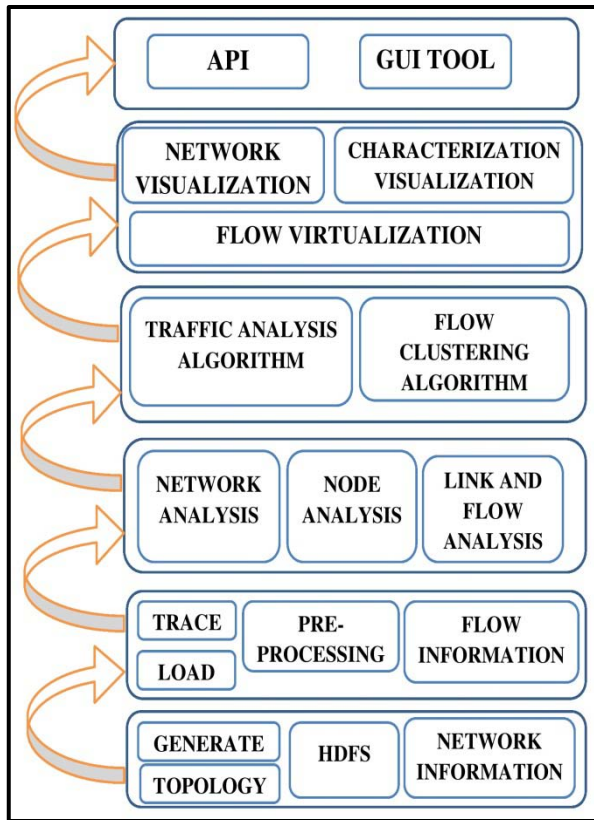 API
GUI TOOL
NETWORK
VISUALIZATION
CHARACTERIZATION
VISUALIZATION
FLOW VIRTUALIZATION
TRAFFIC ANALYSIS
ALGORITHM
FLOW
CLUSTERING
ALGORITHM
NETWORK
ANALYSIS
NODE
ANALYSIS
LINK AND
FLOW
ANALYSIS
TRACE
LOAD
PRE-
PROCESSING
FLOW
INFORMATION
GENERATE
TOPOLOGY
HDFS
NETWORK
INFORMATION